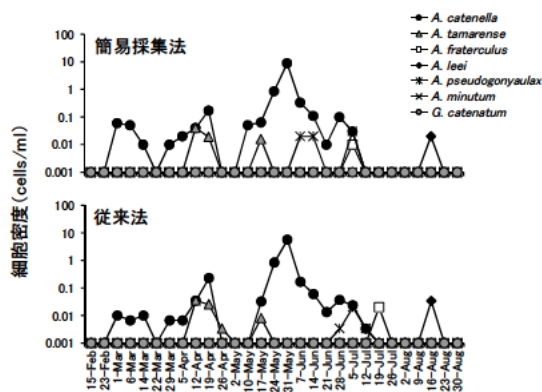 簡易採集法
100
10
1
0.1
0.01
0.001
A. catenella
A. tamarense
A. fraterculus
A. leei
A. pseudogonyaulax
A. minutum
G. catenatum
細胞密度(cells/ml)
従来法
100
10
1
0.1
0.01
0.001
15-Feb
23-Feb
1-Mar
6-Mar
14-Mar
22-Mar
29-Mar
5-Apr
12-Apr
19-Apr
26-Apr
2-May
10-May
17-May
24-May
31-May
7-Jun
14-Jun
21-Jun
28-Jun
5-Jul
12-Jul
19-Jul
26-Jul
2-Aug
9-Aug
16-Aug
23-Aug
30-Aug